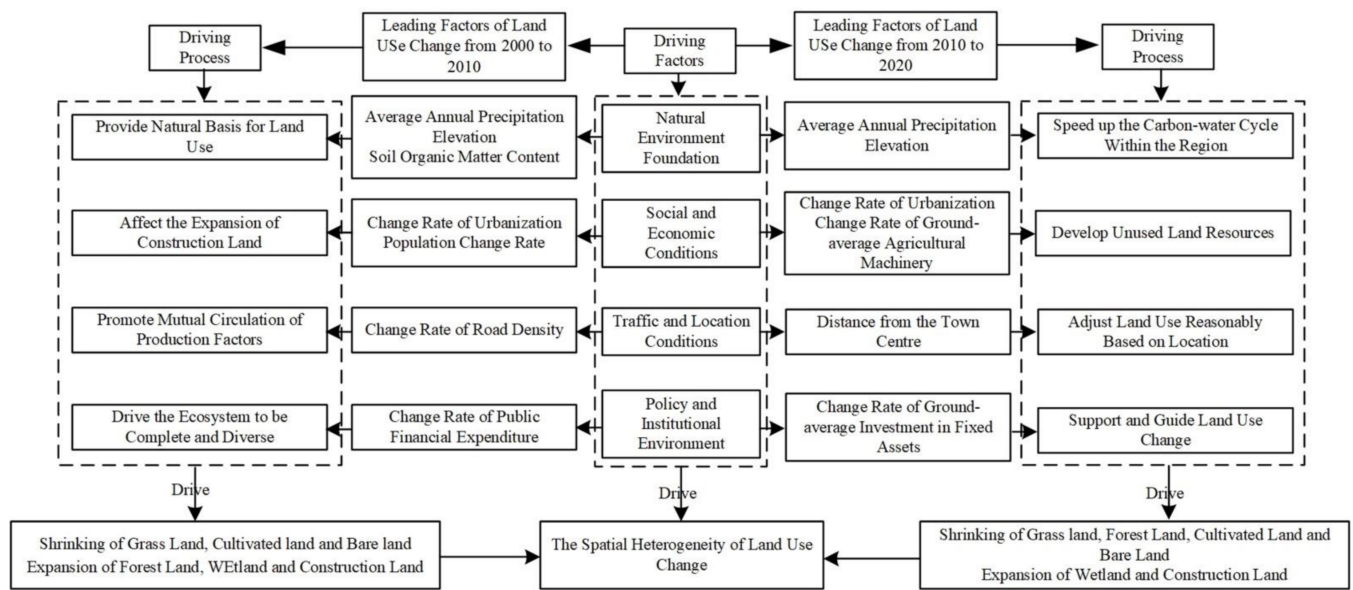 Driving
Process
Leading Factors of Land
USe Change from 2000 to
2010
Driving
Factors
Leading Factors of Land
USe Change from 2010 to
2020
Driving
Process
Provide Natural Basis for Land
Use
Average Annual Precipitation
Elevation
Soil Organic Matter Content
Natural
Environment
Foundation
Average Annual Precipitation
Elevation
Speed up the Carbon-water Cycle
Within the Region
Affect the Expansion of
Construction Land
Change Rate of Urbanization
Population Change Rate
Social and
Economic
Conditions
Change Rate of Urbanization
Change Rate of Ground-
average Agricultural
Machinery
Develop Unused Land Resources
Promote Mutual Circulation of
Production Factors
Change Rate of Road Density
Traffic and Location
Conditions
Distance from the Town
Centre
Adjust Land Use Reasonably
Based on Location
Drive the Ecosystem to be
Complete and Diverse
Change Rate of Public
Financial Expenditure
Policy and
Institutional
Environment
Change Rate of Ground-
average Investment in Fixed
Assets
Support and Guide Land Use
Change
Drive
Drive
Drive
Shrinking of Grass Land, Cultivated land and Bare land
Expansion of Forest Land, WEtland and Construction Land
The Spatial Heterogeneity of Land Use
Change
Shrinking of Grass land, Forest Land, Cultivated Land and
Bare Land
Expansion of Wetland and Construction Land